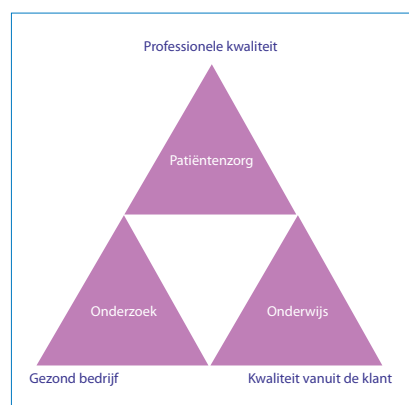 Professionele kwaliteit
Patiëntenzorg
Onderzoek
Onderwijs
Gezond bedrijf
Kwaliteit vanuit de klant